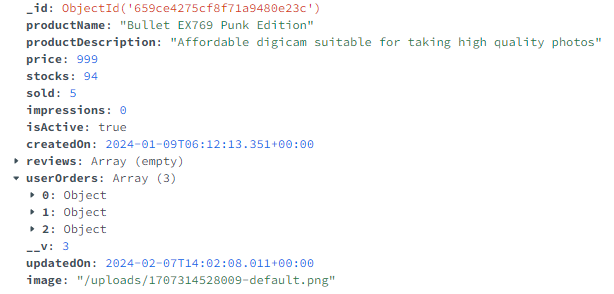 _id: ObjectId('659ce4275cf8f71a9480e23c')
productName: "Bullet EX769 Punk Edition"
productDescription: "Affordable digicam suitable for taking high quality photos"
price: 999
stocks: 94
sold: 5
impressions: 0
isActive: true
createdOn: 2024-01-09T06:12:13.351+00:00
reviews: Array (empty)
userOrders: Array (3)
0: Object
1: Object
2: Object
__v: 3
updatedOn: 2024-02-07T14:02:08.011+00:00
image: "/uploads/1707314528009-default.png"